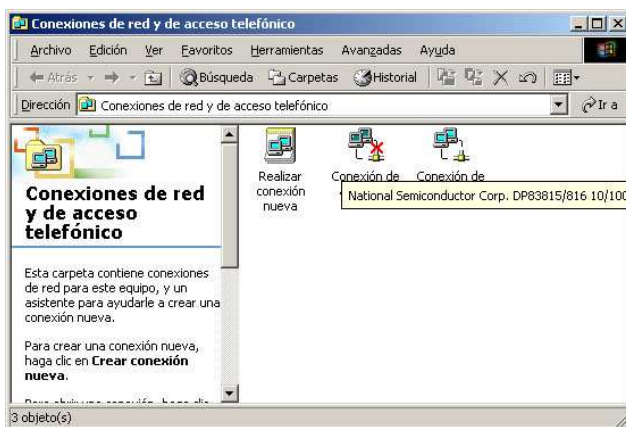 Conexiones de red y de acceso telefónico
Archivo Edición Ver Favoritos Herramientas Avanzadas Ayuda
Atrás Búsqueda Carpetas Historial
Dirección Conexiones de red y de acceso telefónico Ir a
Conexiones de red
y de acceso
telefónico
Esta carpeta contiene conexiones
de red para este equipo, y un
asistente para ayudarle a crear una
conexión nueva.
Para crear una conexión nueva,
haga clic en Crear conexión
nueva.
Realizar
conexión
nueva
Conexión de
Conexión de
National Semiconductor Corp. DP83815/816 10/100
3 objeto(s)